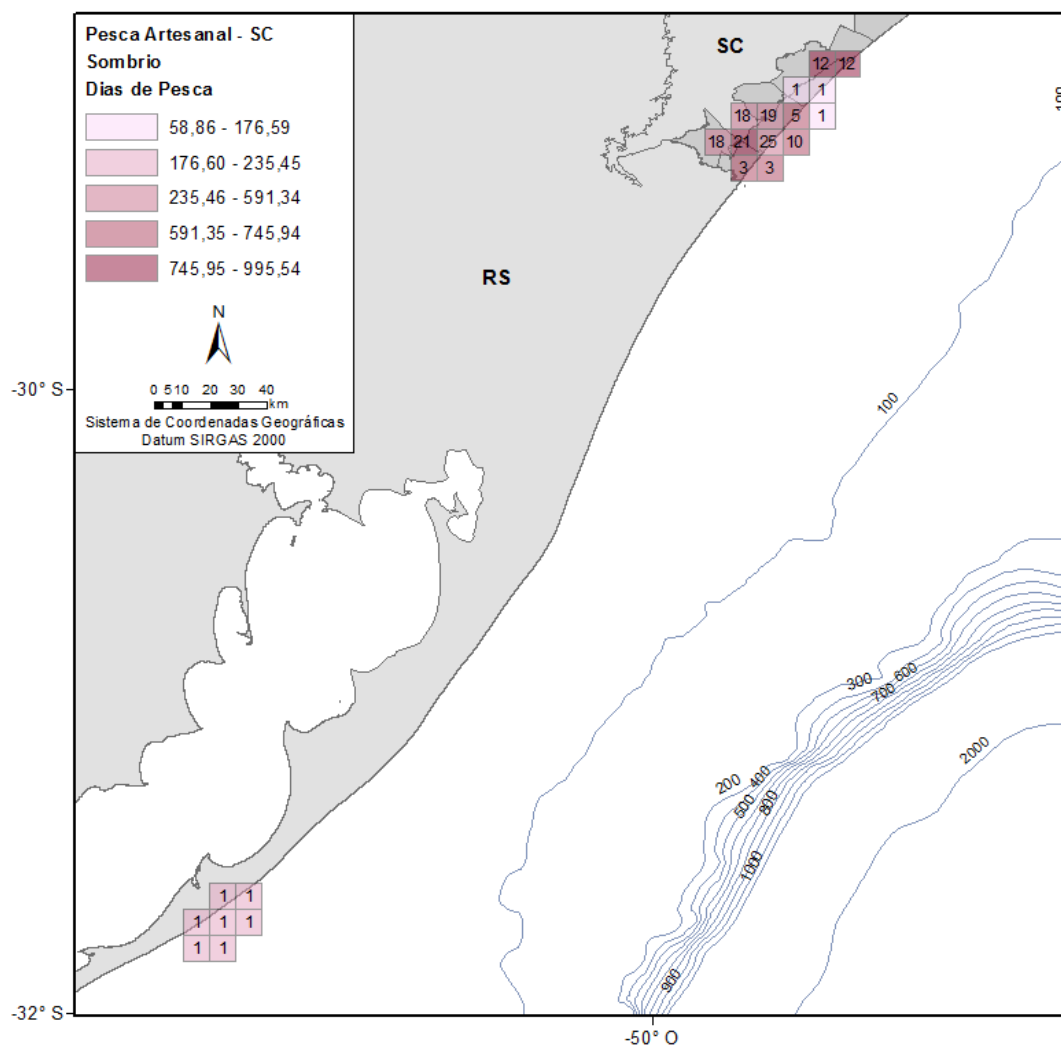 Pesca Artesanal - SC
Sombrio
Dias de Pesca
58,86 - 176,59
176,60 - 235,45
235,46 - 591,34
591,35 - 745,94
745,95 - 995,54
N
0 5 10 20 30 40
km
Sistema de Coordenadas Geográficas
Datum SIRGAS 2000
SC
RS
12 12
1 1
18 19 5 1
18 21 25 10
3 3
100
100
-30° S
300
600
700
200
400
500
800
1000
900
2000
1 1
1 1 1
1 1
-32° S
-50° O